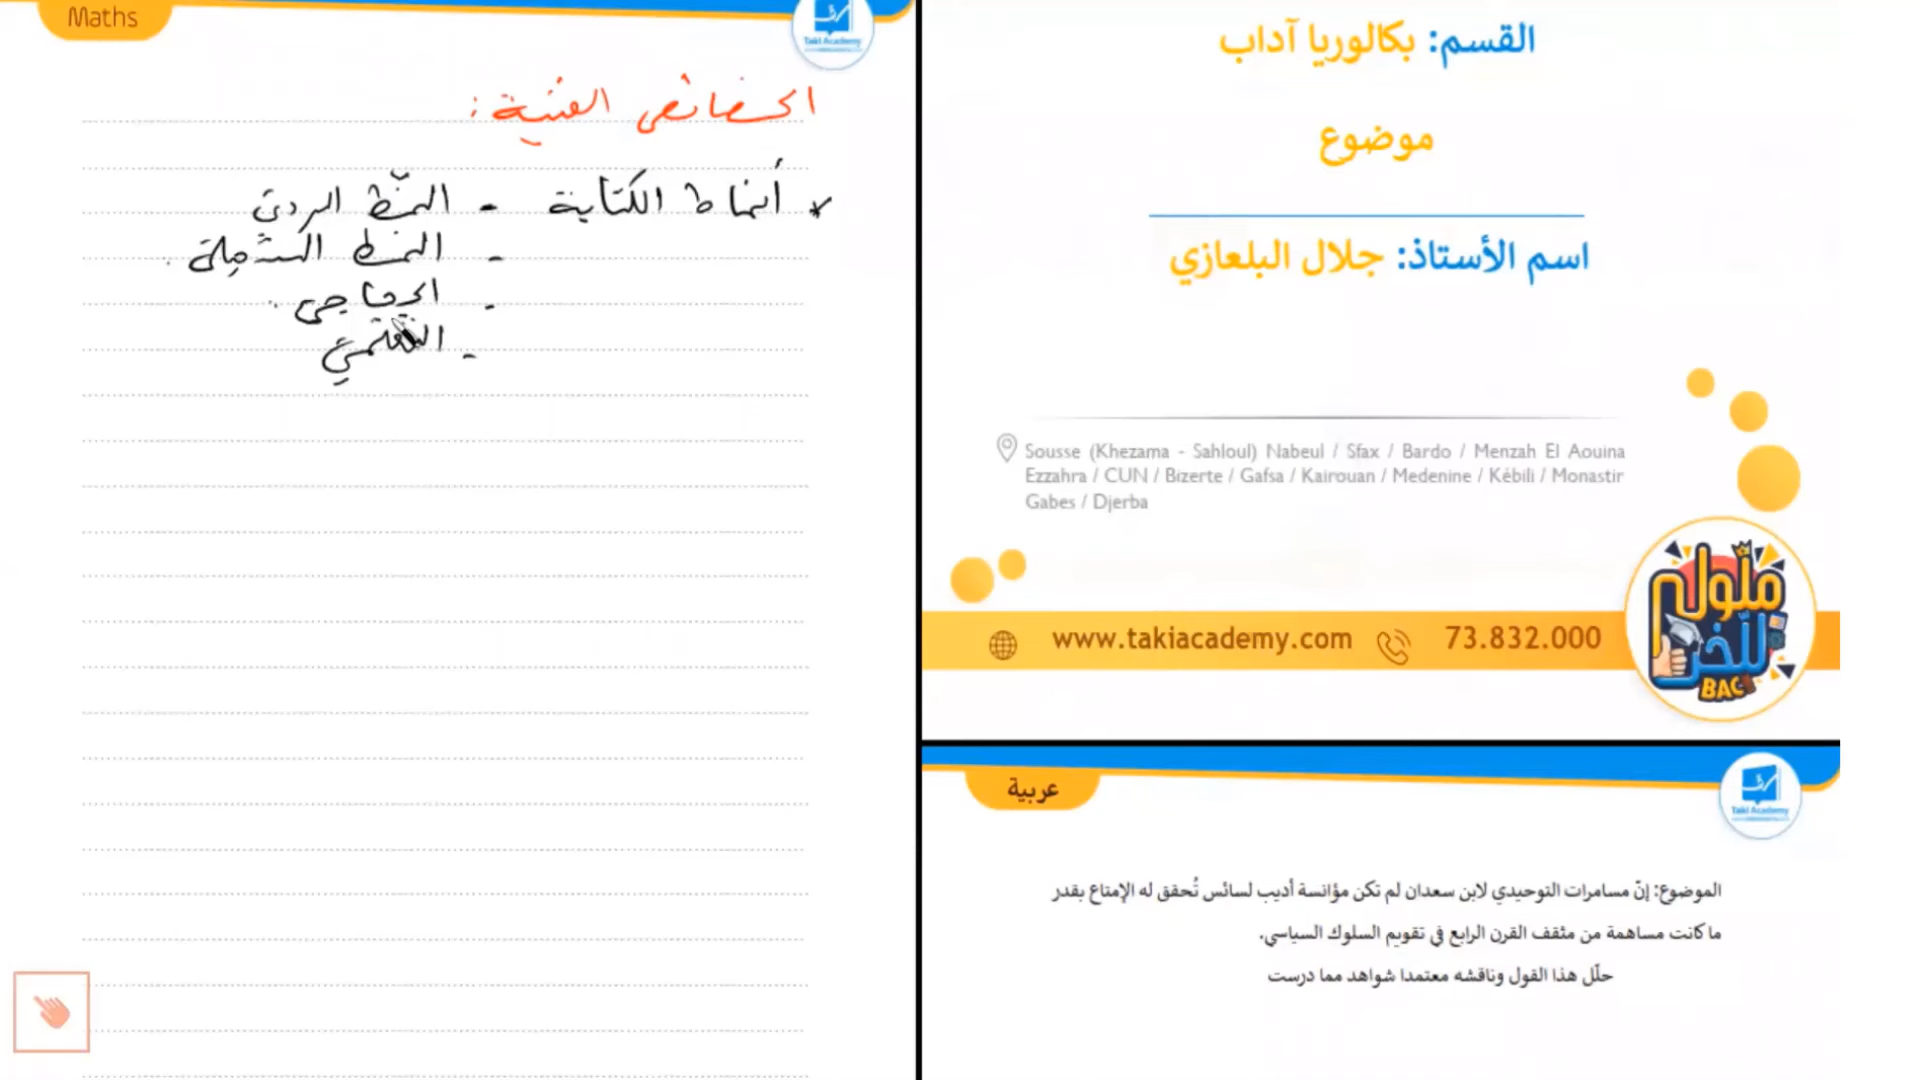 Maths
الخصائص الفنية:
* أنماط الكتابة - النمط السردي
- النمط
- الحجاجي
-
القسم: بكالوريا آداب
موضوع
اسم الأستاذ: جلال البلعازي
Sousse (Khezama - Sahloul) Nabeul / Sfax / Bardo / Menzah El Aouina
Ezzahra / CUN / Bizerte / Gafsa / Kairouan / Medenine / Kébili / Monastir
Gabes / Djerba
www.takiacademy.com 73.832.000
BAC
عربية
Taki Academy
الموضوع: إنّ مسامرات التوحيدي لابن سعدان لم تكن مؤانسة أديب لسائس تُحقق له الإمتاع بقدر
ما كانت مساهمة من مثقف القرن الرابع في تقويم السلوك السياسي.
حلّل هذا القول وناقشه معتمدا شواهد مما درست